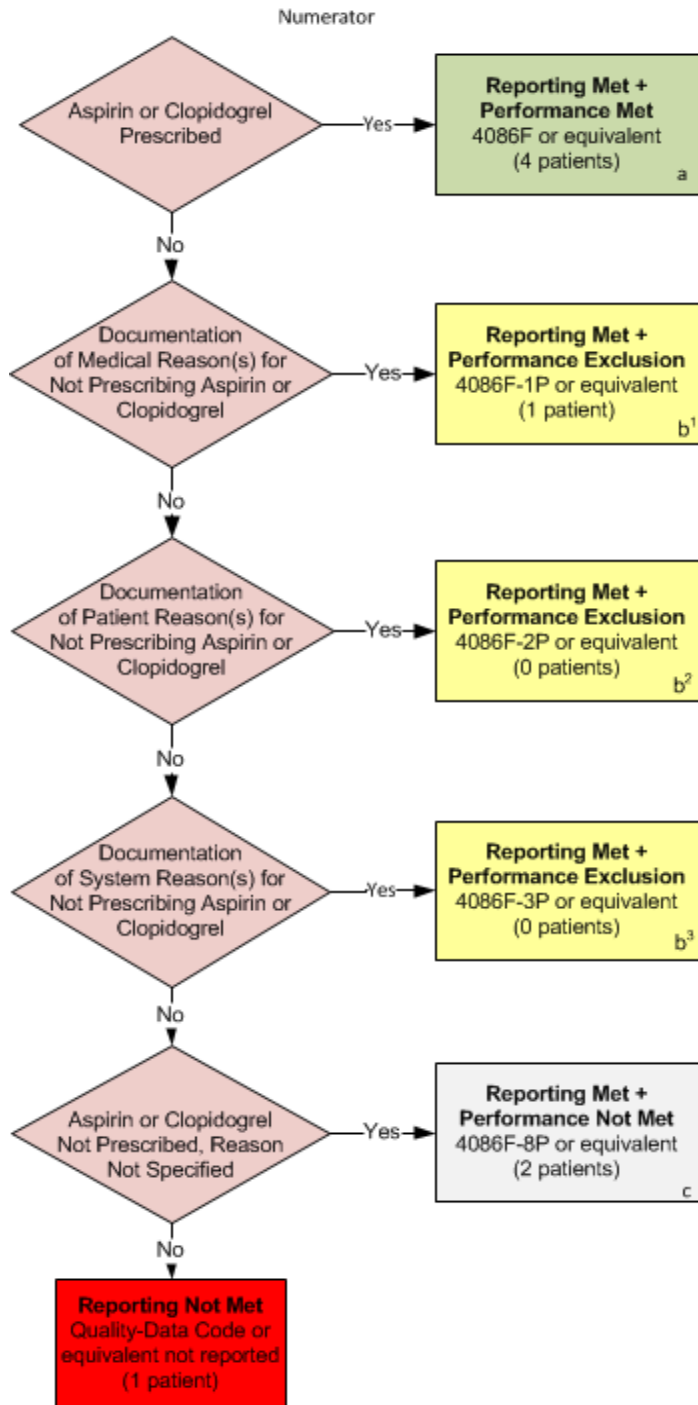 Numerator
Aspirin or Clopidogrel
Prescribed
Yes
Reporting Met +
Performance Met
4086F or equivalent
(4 patients)
a
No
Documentation
of Medical Reason(s) for
Not Prescribing Aspirin or
Clopidogrel
Yes
Reporting Met +
Performance Exclusion
4086F-1P or equivalent
(1 patient)
b¹
No
Documentation
of Patient Reason(s) for
Not Prescribing Aspirin or
Clopidogrel
Yes
Reporting Met +
Performance Exclusion
4086F-2P or equivalent
(0 patients)
b²
No
Documentation
of System Reason(s) for
Not Prescribing Aspirin or
Clopidogrel
Yes
Reporting Met +
Performance Exclusion
4086F-3P or equivalent
(0 patients)
b³
No
Aspirin or Clopidogrel
Not Prescribed, Reason
Not Specified
Yes
Reporting Met +
Performance Not Met
4086F-8P or equivalent
(2 patients)
c
No
Reporting Not Met
Quality-Data Code or
equivalent not reported
(1 patient)